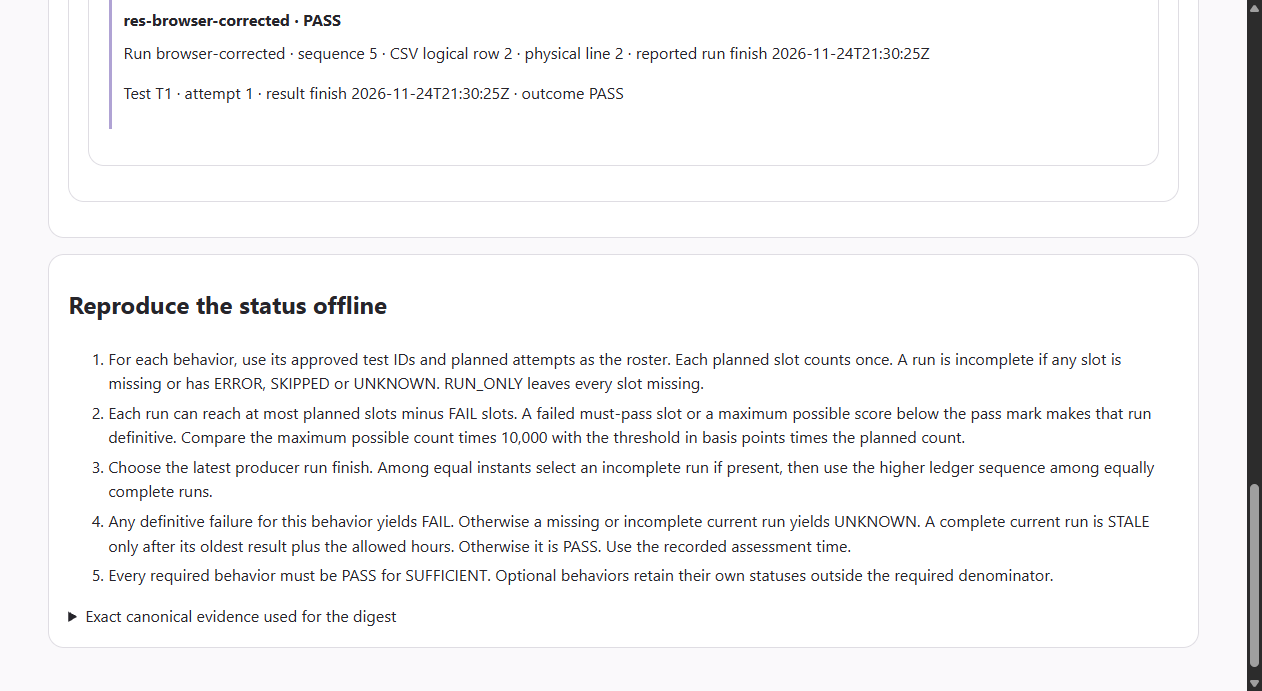 res-browser-corrected · PASS
Run browser-corrected · sequence 5 · CSV logical row 2 · physical line 2 · reported run finish 2026-11-24T21:30:25Z
Test T1 · attempt 1 · result finish 2026-11-24T21:30:25Z · outcome PASS
Reproduce the status offline
1. For each behavior, use its approved test IDs and planned attempts as the roster. Each planned slot counts once. A run is incomplete if any slot is
missing or has ERROR, SKIPPED or UNKNOWN. RUN_ONLY leaves every slot missing.
2. Each run can reach at most planned slots minus FAIL slots. A failed must-pass slot or a maximum possible score below the pass mark makes that run
definitive. Compare the maximum possible count times 10,000 with the threshold in basis points times the planned count.
3. Choose the latest producer run finish. Among equal instants select an incomplete run if present, then use the higher ledger sequence among equally
complete runs.
4. Any definitive failure for this behavior yields FAIL. Otherwise a missing or incomplete current run yields UNKNOWN. A complete current run is STALE
only after its oldest result plus the allowed hours. Otherwise it is PASS. Use the recorded assessment time.
5. Every required behavior must be PASS for SUFFICIENT. Optional behaviors retain their own statuses outside the required denominator.
Exact canonical evidence used for the digest